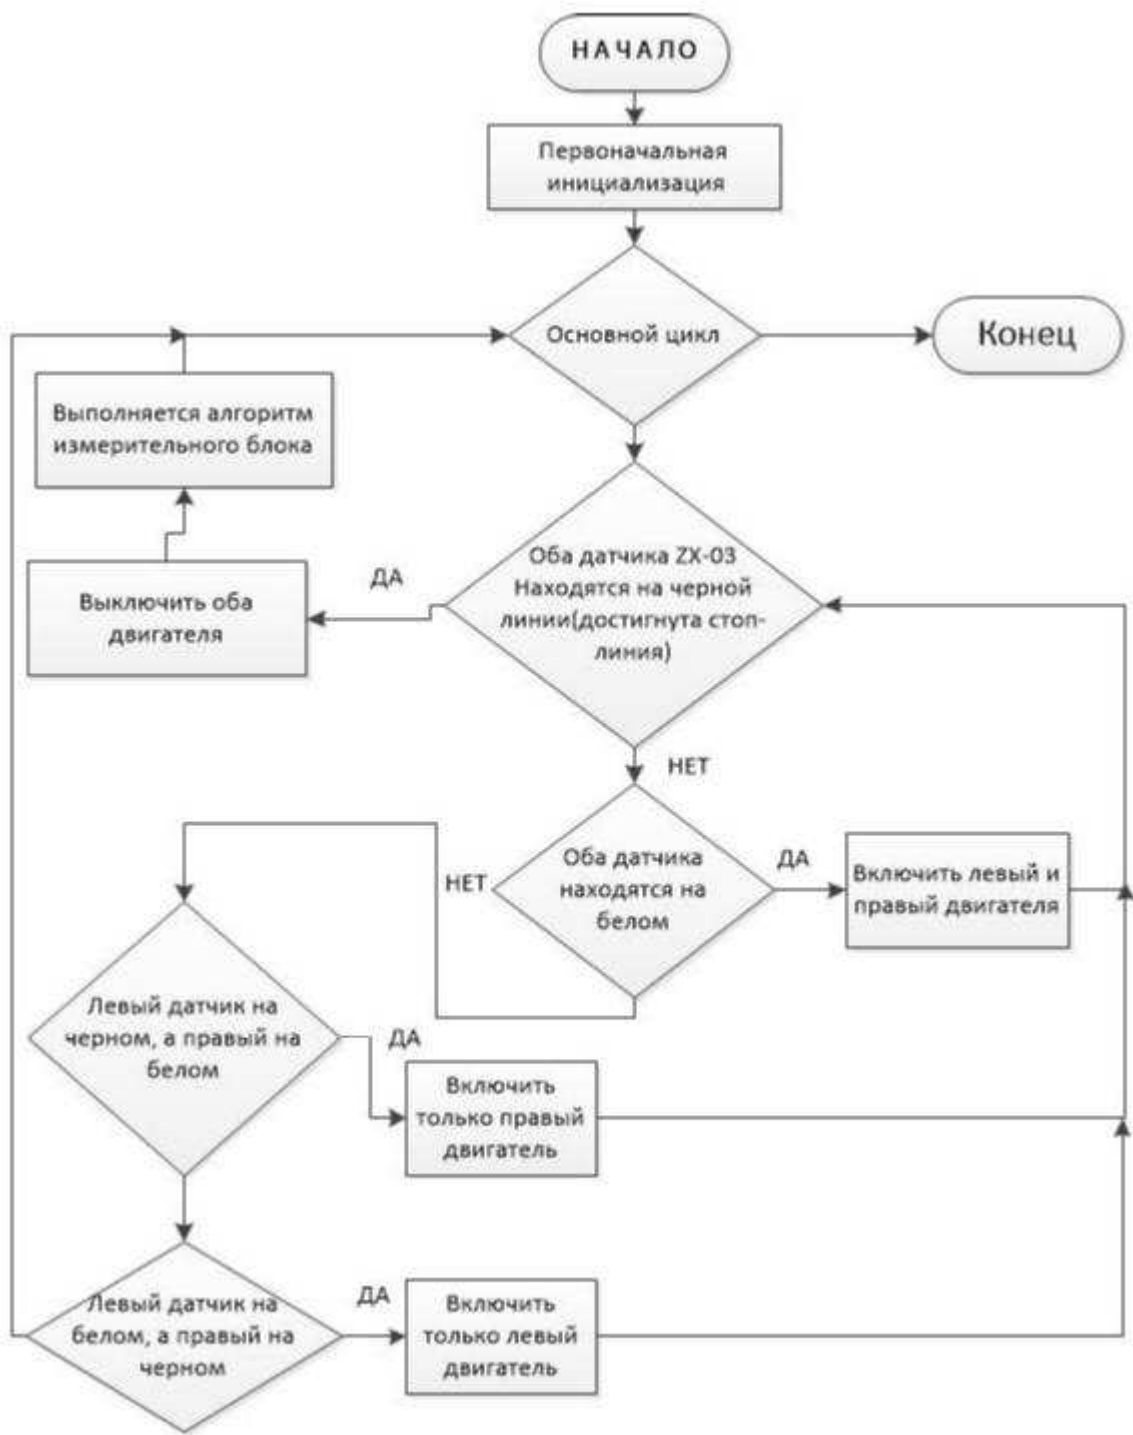 НАЧАЛО
Первоначальная
инициализация
Основной цикл
Конец
Выполняется алгоритм
измерительного блока
Оба датчика ZX-03
Находятся на черной
линии(достигнута стоп-
линия)
ДА
Выключить оба
двигателя
НЕТ
Оба датчика
находятся на
белом
ДА
Включить левый и
правый двигателя
НЕТ
Левый датчик на
черном, а правый на
белом
ДА
Включить
только правый
двигатель
Левый датчик на
белом, а правый на
черном
ДА
Включить
только левый
двигатель